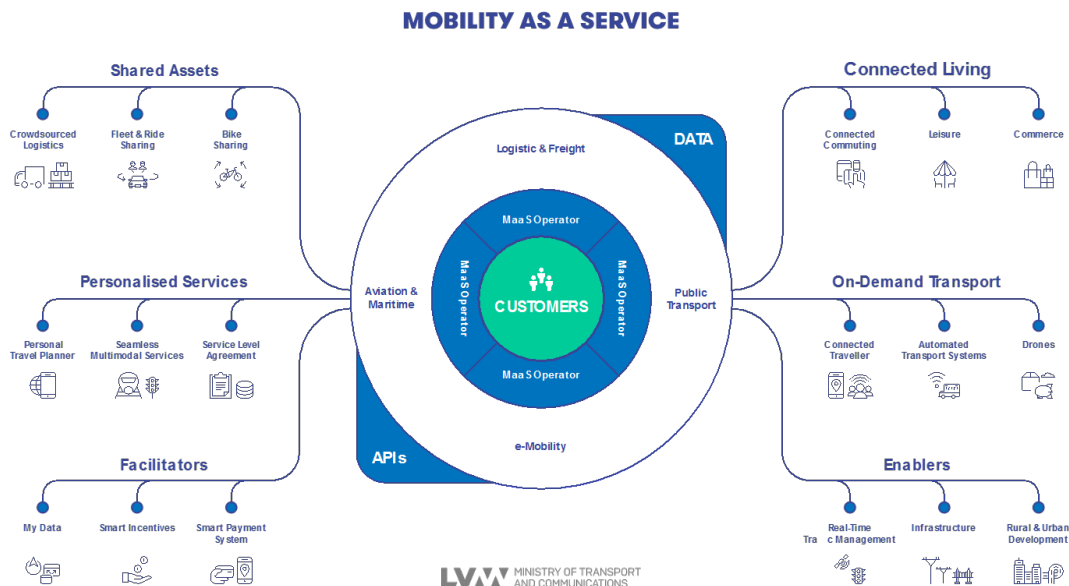 MOBILITY AS A SERVICE
Shared Assets
Crowdsourced
Logistics
Fleet & Ride
Sharing
Bike
Sharing
Personalised Services
Personal
Travel Planner
Seamless
Multimodal Services
Service Level
Agreement
Facilitators
My Data
Smart Incentives
Smart Payment
System
DATA
Logistic & Freight
MaaS Operator
Aviation &
Maritime
MaaS Operator
CUSTOMERS
MaaS Operator
Public
Transport
MaaS Operator
e-Mobility
APIs
Connected Living
Connected
Commuting
Leisure
Commerce
On-Demand Transport
Connected
Traveller
Automated
Transport Systems
Drones
Enablers
Real-Time
Tra c Management
Infrastructure
Rural & Urban
Development
LVM MINISTRY OF TRANSPORT
AND COMMUNICATIONS